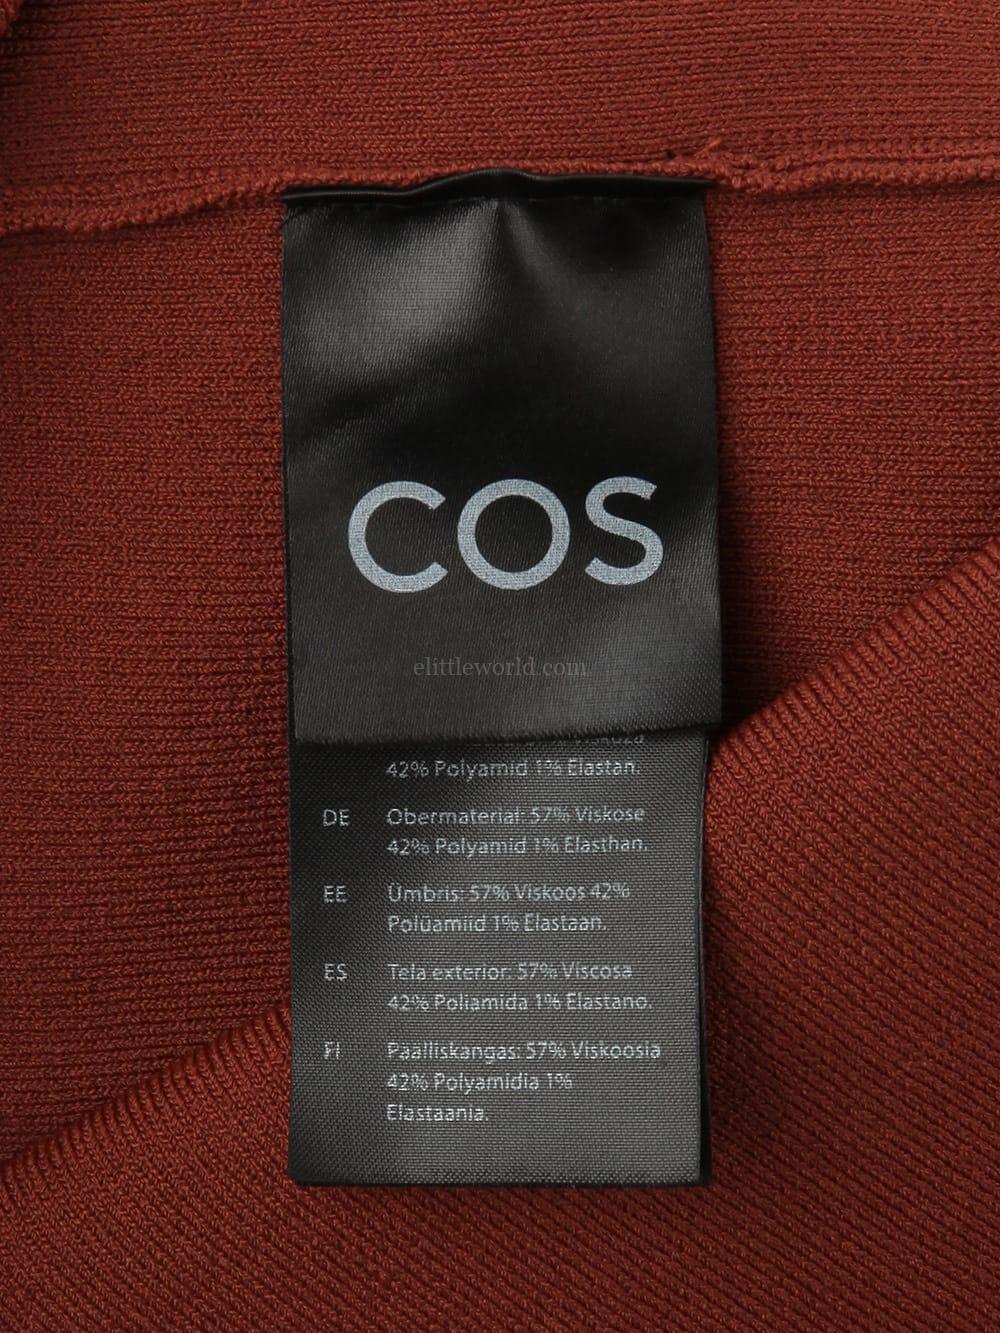 COS
elittleworld.com
42% Polyamid 1% Elastan.
DE Obermaterial: 57% Viskose
42% Polyamid 1% Elasthan.
EE Umbris: 57% Viskoos 42%
Polüamiid 1% Elastaan.
ES Tela exterior: 57% Viscosa
42% Poliamida 1% Elastano.
FI Päälliskangas: 57% Viskoosia
42% Polyamidia 1%
Elastaania.